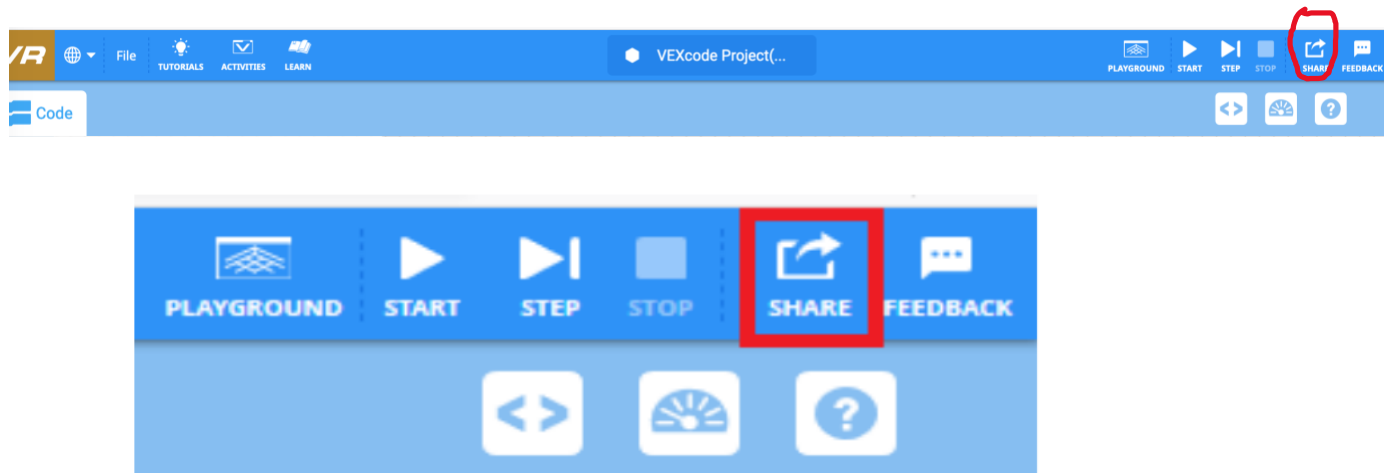 VR File TUTORIALS ACTIVITIES LEARN VEXcode Project(... PLAYGROUND START STEP STOP SHARE FEEDBACK
Code <> ?
PLAYGROUND START STEP STOP SHARE FEEDBACK
<> ?